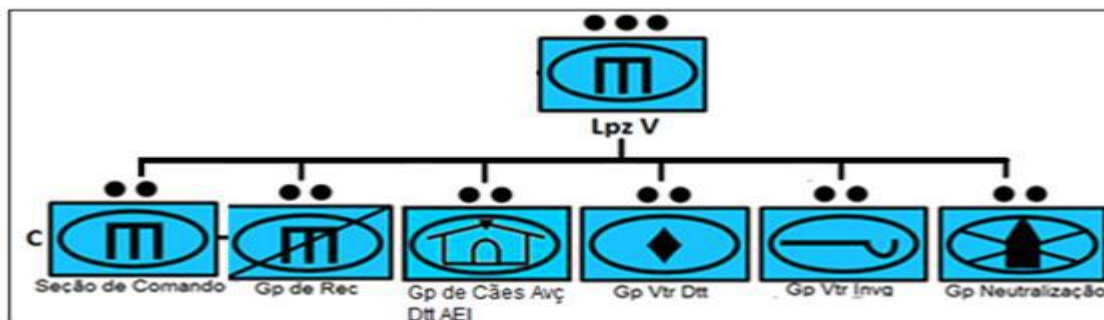 Lpz V
C
Seção de Comando
Gp de Rec
Gp de Cães Avç
Dtt AEI
Gp Vtr Dtt
Gp Vtr Invg
Gp Neutralização